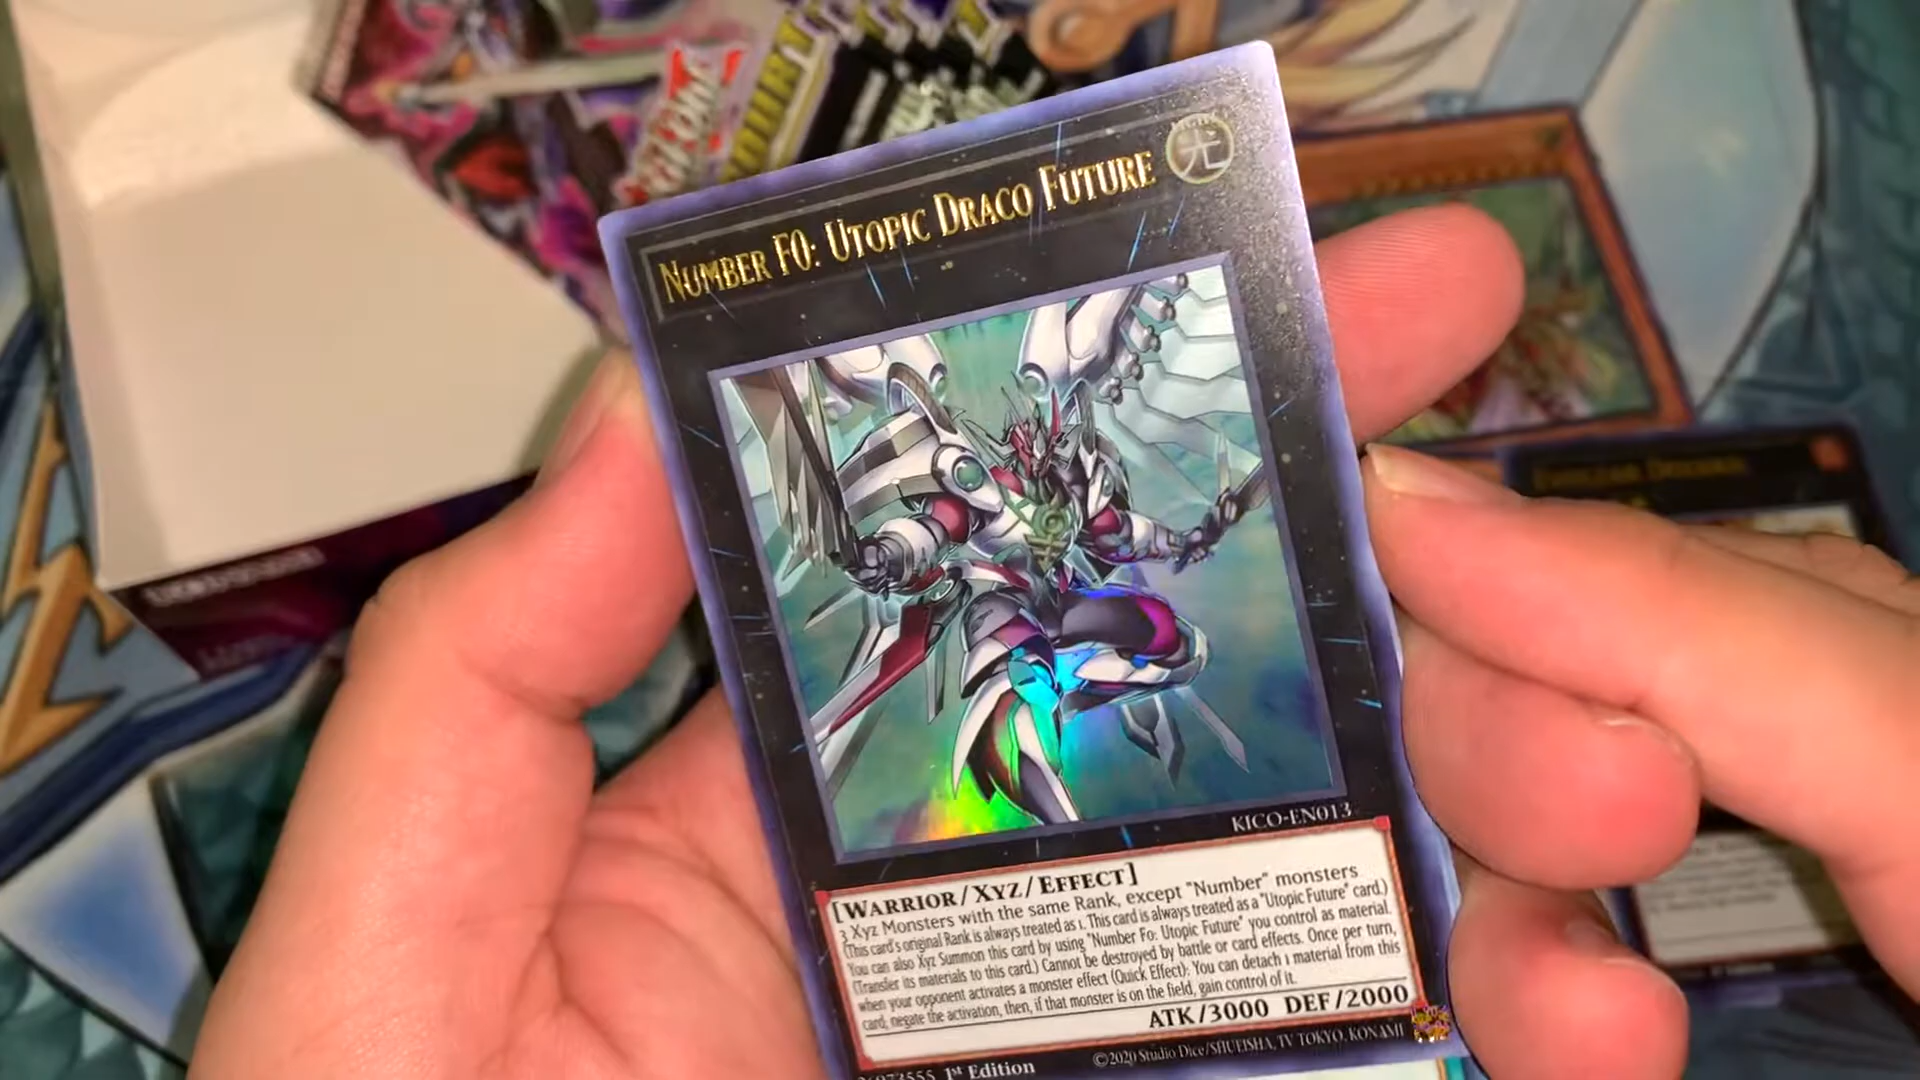 NUMBER F0: UTOPIC DRACO FUTURE
光
KICO-EN013
[WARRIOR/XYZ/EFFECT]
3 Xyz Monsters with the same Rank, except "Number" monsters
(This card's original Rank is always treated as 1. This card is always treated as a "Utopic Future" card.)
You can also Xyz Summon this card by using "Number F0: Utopic Future" you control as material.
(Transfer its materials to this card.) Cannot be destroyed by battle or card effects. Once per turn,
when your opponent activates a monster effect (Quick Effect): You can detach 1 material from this
card; negate the activation, then, if that monster is on the field, gain control of it.
ATK/3000 DEF/2000
1st Edition
©2020 Studio Dice/SHUEISHA, TV TOKYO, KONAMI